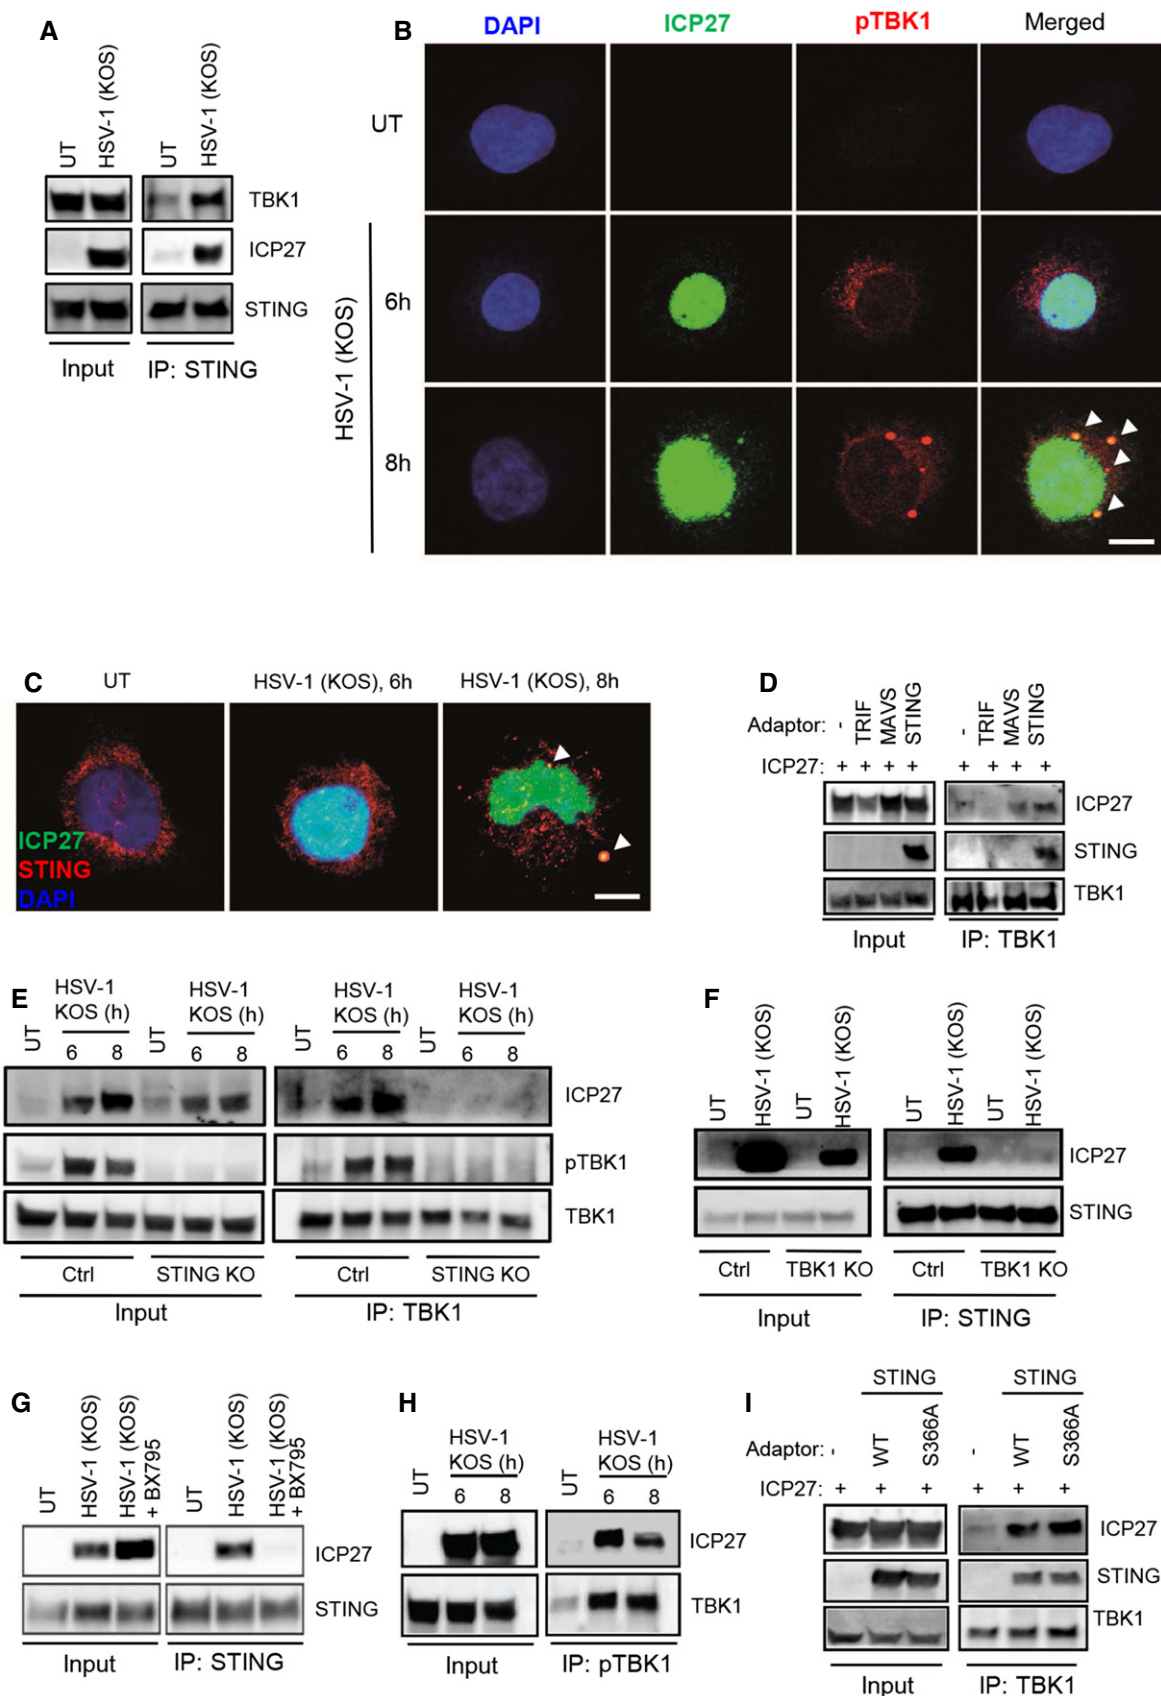 A
UT
HSV-1 (KOS)
UT
HSV-1 (KOS)
TBK1
ICP27
STING
Input
IP: STING
B
DAPI
ICP27
pTBK1
Merged
UT
HSV-1 (KOS)
6h
8h
C
UT
HSV-1 (KOS), 6h
HSV-1 (KOS), 8h
ICP27
STING
DAPI
D
Adaptor:
-
TRIF
MAVS
STING
-
TRIF
MAVS
STING
ICP27: + + + + + + + +
ICP27
STING
TBK1
Input
IP: TBK1
E
UT
HSV-1
KOS (h)
6 8
UT
HSV-1
KOS (h)
6 8
UT
HSV-1
KOS (h)
6 8
UT
HSV-1
KOS (h)
6 8
ICP27
pTBK1
TBK1
Ctrl
STING KO
Ctrl
STING KO
Input
IP: TBK1
F
UT
HSV-1 (KOS)
UT
HSV-1 (KOS)
UT
HSV-1 (KOS)
UT
HSV-1 (KOS)
ICP27
STING
Ctrl
TBK1 KO
Ctrl
TBK1 KO
Input
IP: STING
G
UT
HSV-1 (KOS)
HSV-1 (KOS)
+ BX795
UT
HSV-1 (KOS)
HSV-1 (KOS)
+ BX795
ICP27
STING
Input
IP: STING
H
UT
HSV-1
KOS (h)
6 8
UT
HSV-1
KOS (h)
6 8
ICP27
TBK1
Input
IP: pTBK1
I
STING
STING
Adaptor:
-
WT
S366A
-
WT
S366A
ICP27: + + + + + +
ICP27
STING
TBK1
Input
IP: TBK1